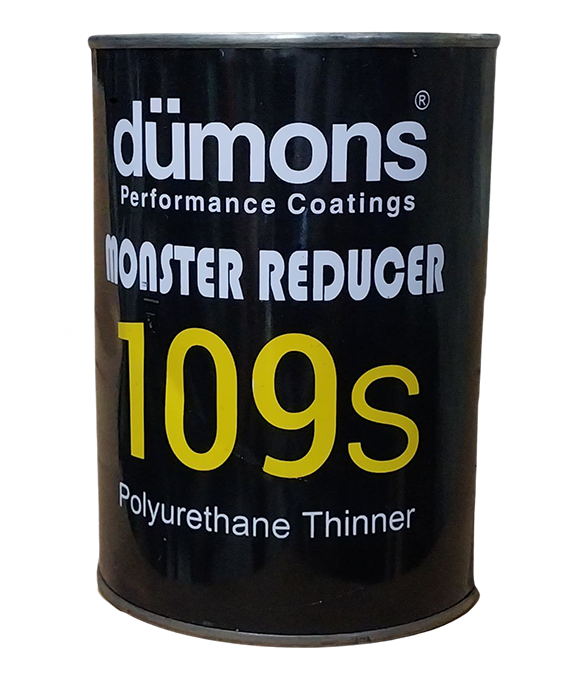 dümons®
Performance Coatings
MONSTER REDUCER
109s
Polyurethane Thinner